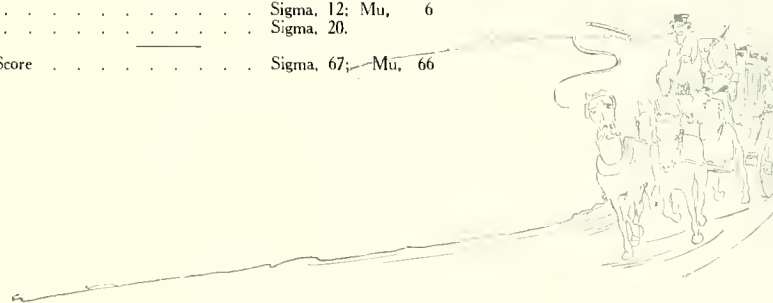 . . . . . . . . . . . Sigma, 12; Mu, 6
. . . . . . . . . . . Sigma, 20.
Score . . . . . . . . . . Sigma, 67; Mu, 66